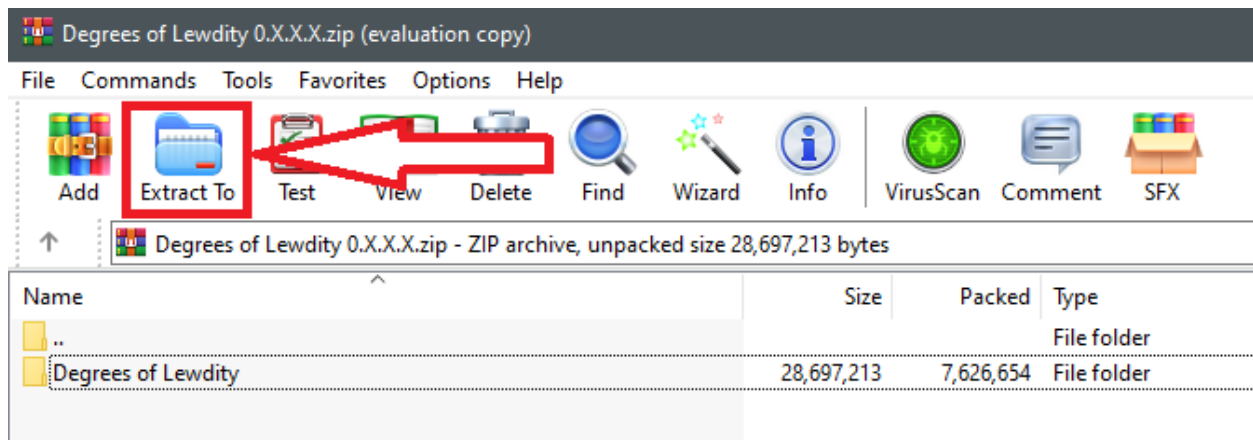 Degrees of Lewdity 0.X.X.X.zip (evaluation copy)
File Commands Tools Favorites Options Help
Add Extract To Test View Delete Find Wizard Info VirusScan Comment SFX
Degrees of Lewdity 0.X.X.X.zip - ZIP archive, unpacked size 28,697,213 bytes
Name Size Packed Type
.. File folder
Degrees of Lewdity 28,697,213 7,626,654 File folder